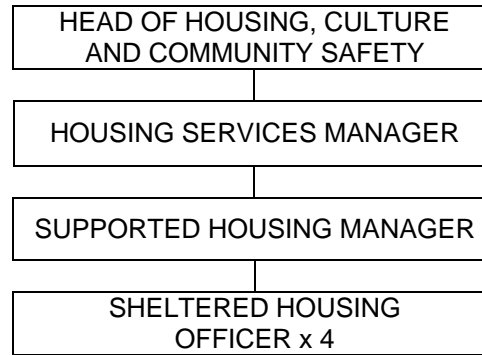 HEAD OF HOUSING, CULTURE
AND COMMUNITY SAFETY
HOUSING SERVICES MANAGER
SUPPORTED HOUSING MANAGER
SHELTERED HOUSING
OFFICER x 4